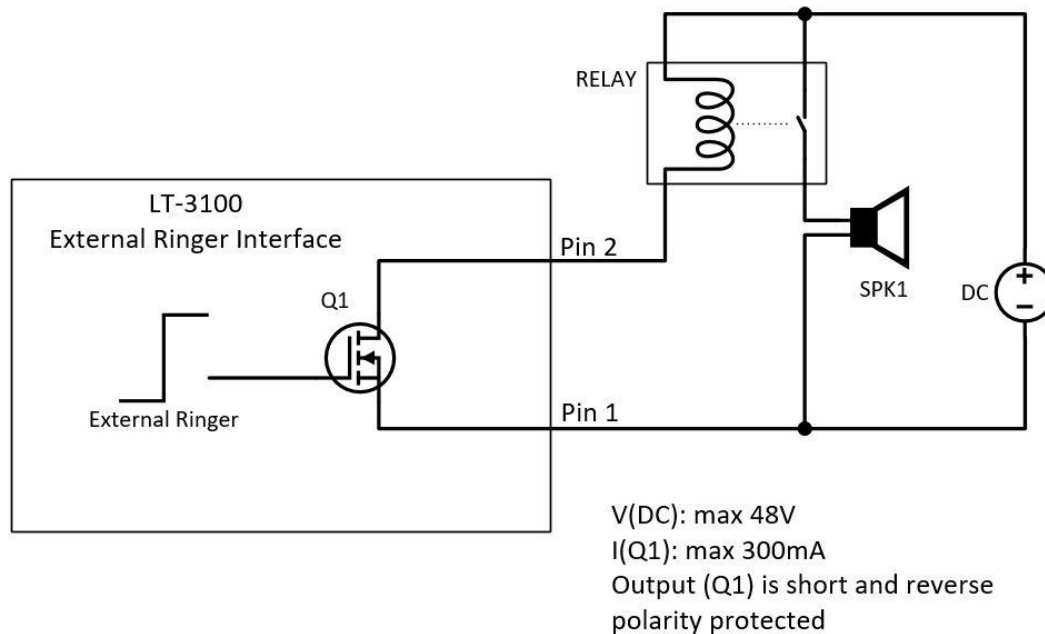 RELAY
LT-3100
External Ringer Interface
Pin 2
Q1
SPK1
DC
+
−
External Ringer
Pin 1
V(DC): max 48V
I(Q1): max 300mA
Output (Q1) is short and reverse
polarity protected